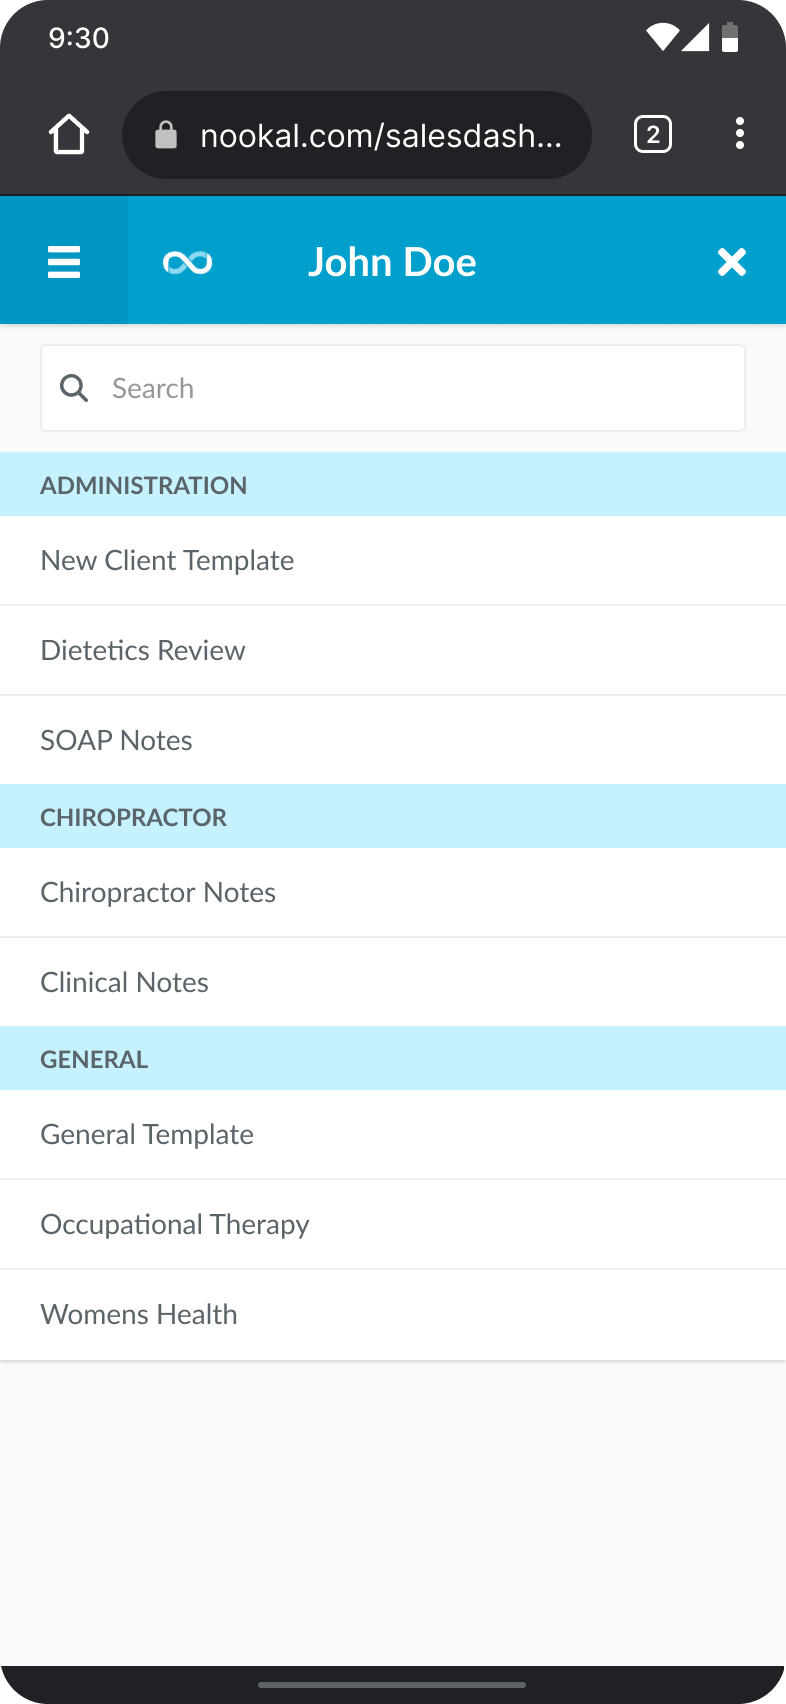 9:30
nookal.com/salesdash...
2
John Doe
Search
ADMINISTRATION
New Client Template
Dietetics Review
SOAP Notes
CHIROPRACTOR
Chiropractor Notes
Clinical Notes
GENERAL
General Template
Occupational Therapy
Womens Health